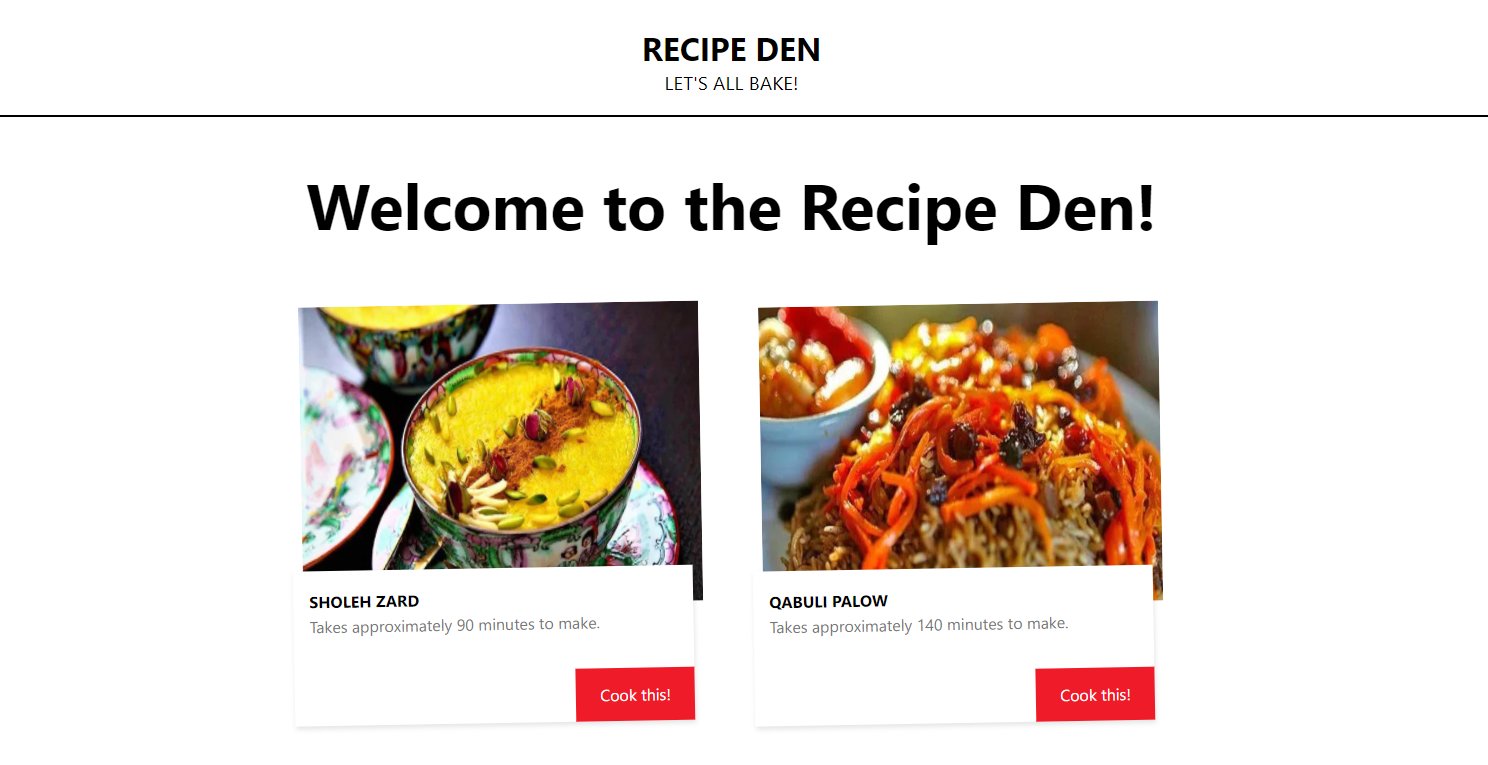 RECIPE DEN
LET'S ALL BAKE!
Welcome to the Recipe Den!
SHOLEH ZARD
Takes approximately 90 minutes to make.
Cook this!
QABULI PALOW
Takes approximately 140 minutes to make.
Cook this!